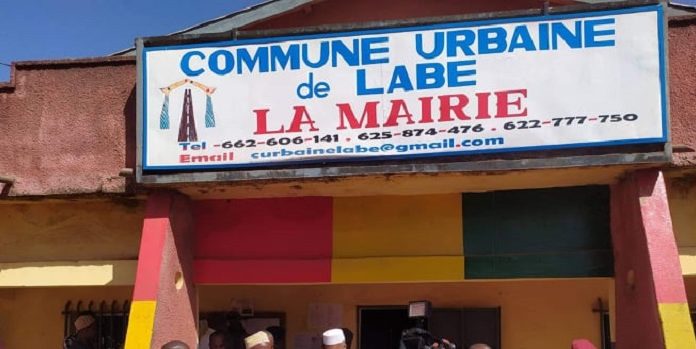 COMMUNE URBAINE
de LABE
LA MAIRIE
Tel -662-606-141 . 625-874-476 . 622-777-750
Email curbainelabe@gmail.com